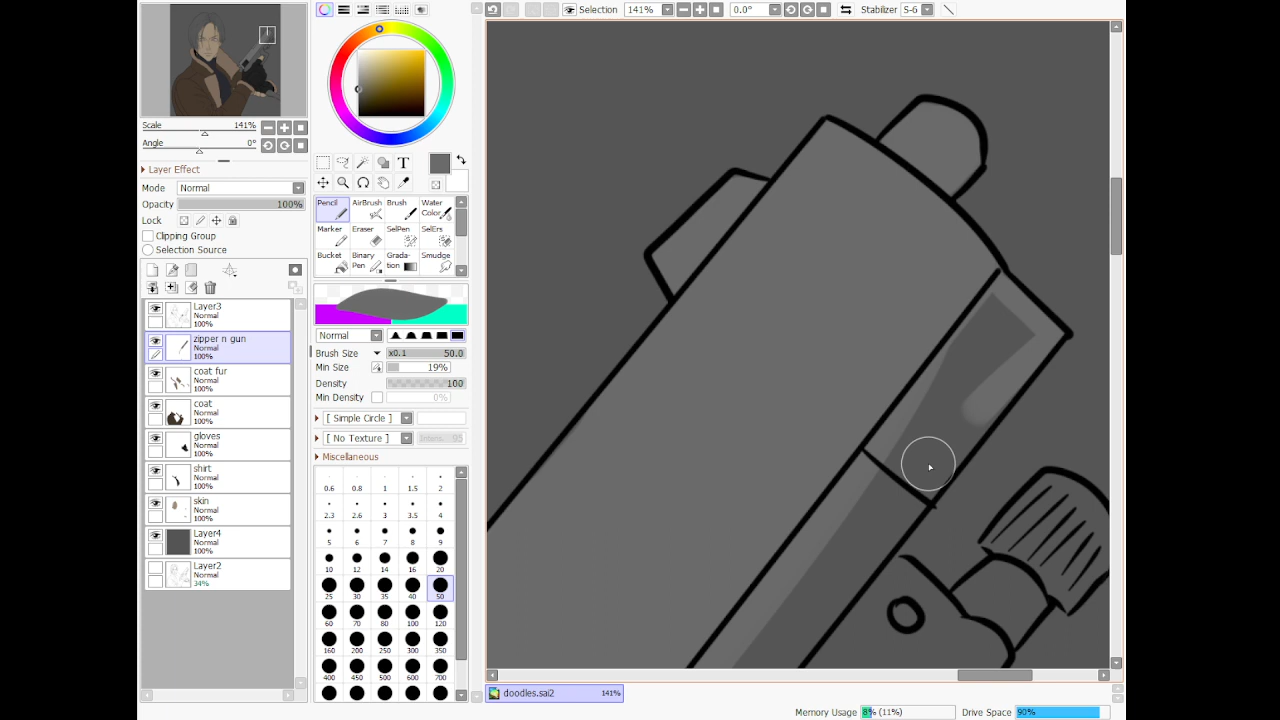 Selection
141%
0.0°
Stabilizer
S-6
Scale
141%
Angle
0°
Layer Effect
Mode
Normal
Opacity
100%
Lock
Clipping Group
Selection Source
Layer3
Normal
100%
zipper n gun
Normal
100%
coat fur
Normal
100%
coat
Normal
100%
gloves
Normal
100%
shirt
Normal
100%
skin
Normal
100%
Layer4
Normal
100%
Layer2
Normal
34%
T
Pencil
AirBrush
Brush
Water
Color
Marker
Eraser
SelPen
SelErs
Bucket
Binary
Pen
Grada-
tion
Smudge
Normal
Brush Size
x0.1
50.0
Min Size
19%
Density
100
Min Density
0%
[ Simple Circle ]
[ No Texture ]
Intens.
95
Miscellaneous
0.6 0.8 1 1.5 2
2.3 2.6 3 3.5 4
5 6 7 8 9
10 12 14 16 20
25 30 35 40 50
60 70 80 100 120
160 200 250 300 350
400 450 500 600 700
doodles.sai2
141%
Memory Usage
8% (11%)
Drive Space
90%